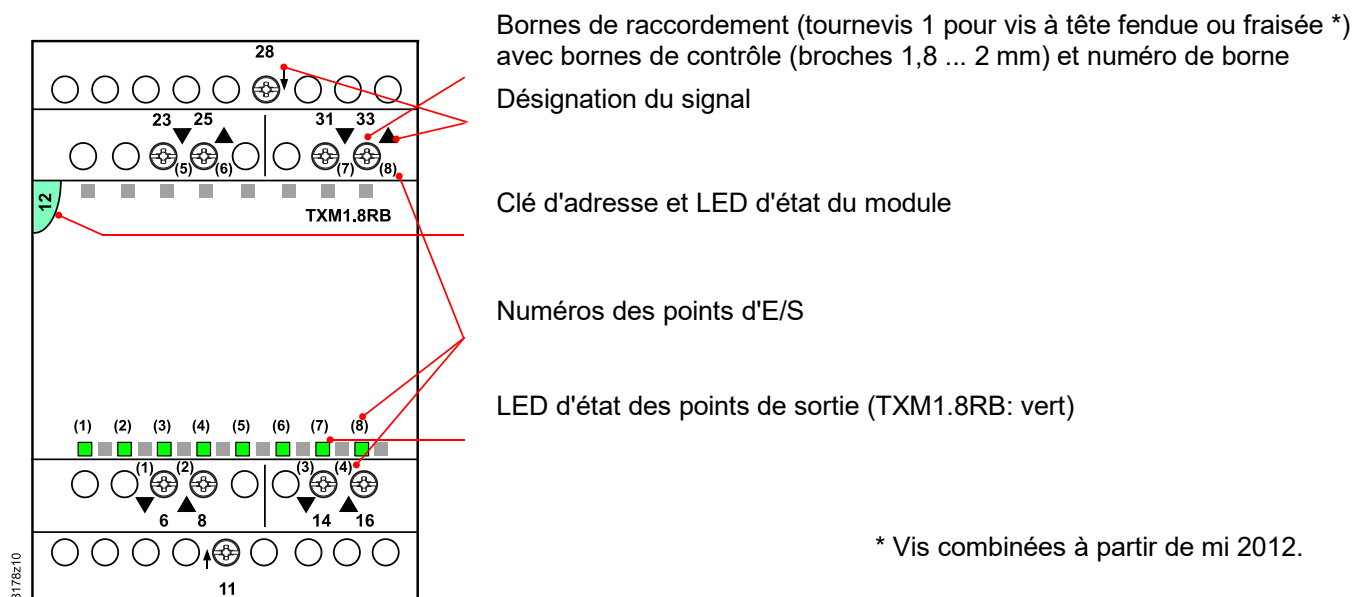 Bornes de raccordement (tournevis 1 pour vis à tête fendue ou fraisée *)
avec bornes de contrôle (broches 1,8 ... 2 mm) et numéro de borne
28
Désignation du signal
23 25 31 33
(5) (6) (7) (8)
12
Clé d'adresse et LED d'état du module
TXM1.8RB
Numéros des points d'E/S
LED d'état des points de sortie (TXM1.8RB: vert)
(1) (2) (3) (4) (5) (6) (7) (8)
(1) (2) (3) (4)
6 8 14 16
* Vis combinées à partir de mi 2012.
11
3178z10